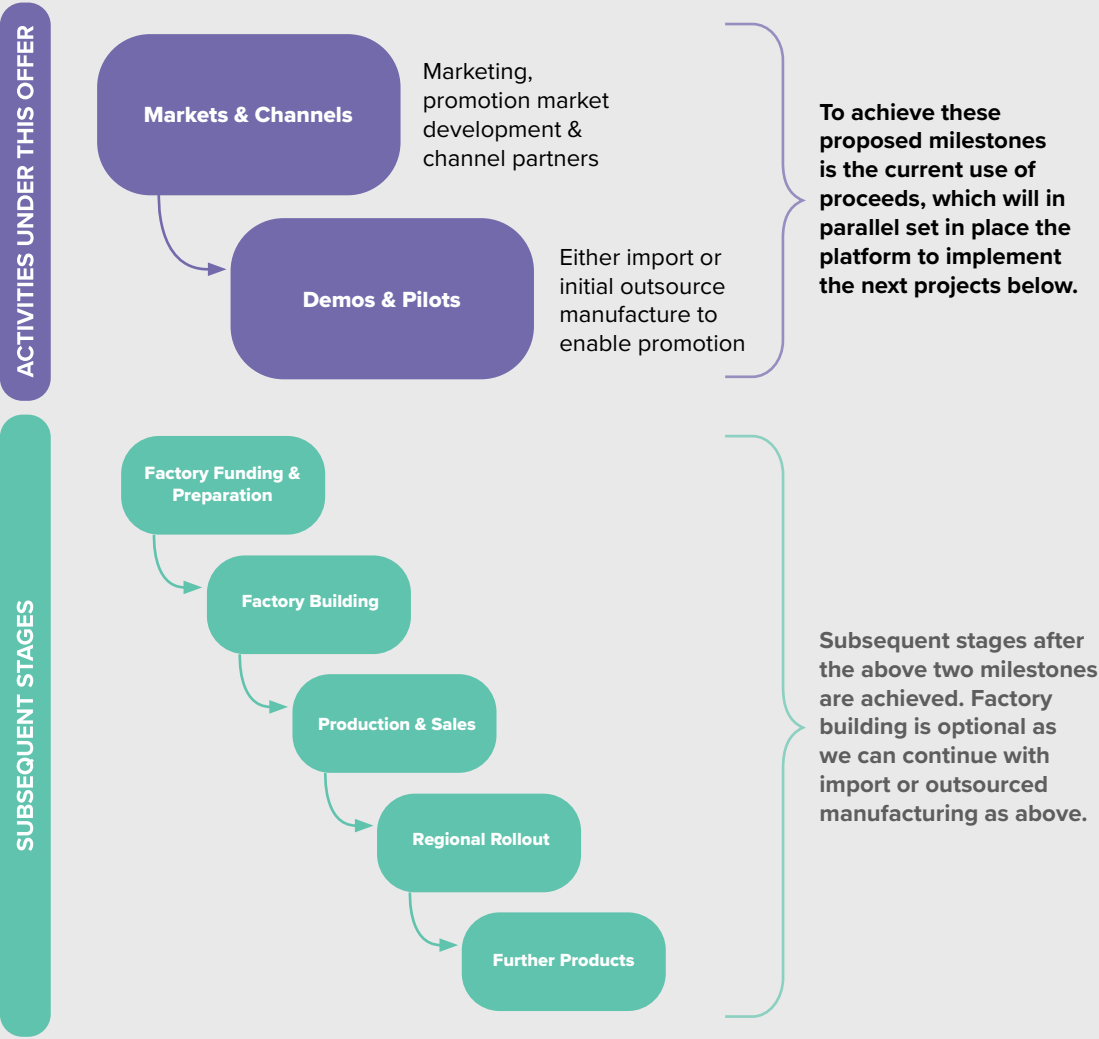 ACTIVITIES UNDER THIS OFFER
Markets & Channels
Marketing,
promotion market
development &
channel partners
Demos & Pilots
Either import or
initial outsource
manufacture to
enable promotion
To achieve these
proposed milestones
is the current use of
proceeds, which will in
parallel set in place the
platform to implement
the next projects below.
SUBSEQUENT STAGES
Factory Funding &
Preparation
Factory Building
Production & Sales
Regional Rollout
Further Products
Subsequent stages after
the above two milestones
are achieved. Factory
building is optional as
we can continue with
import or outsourced
manufacturing as above.